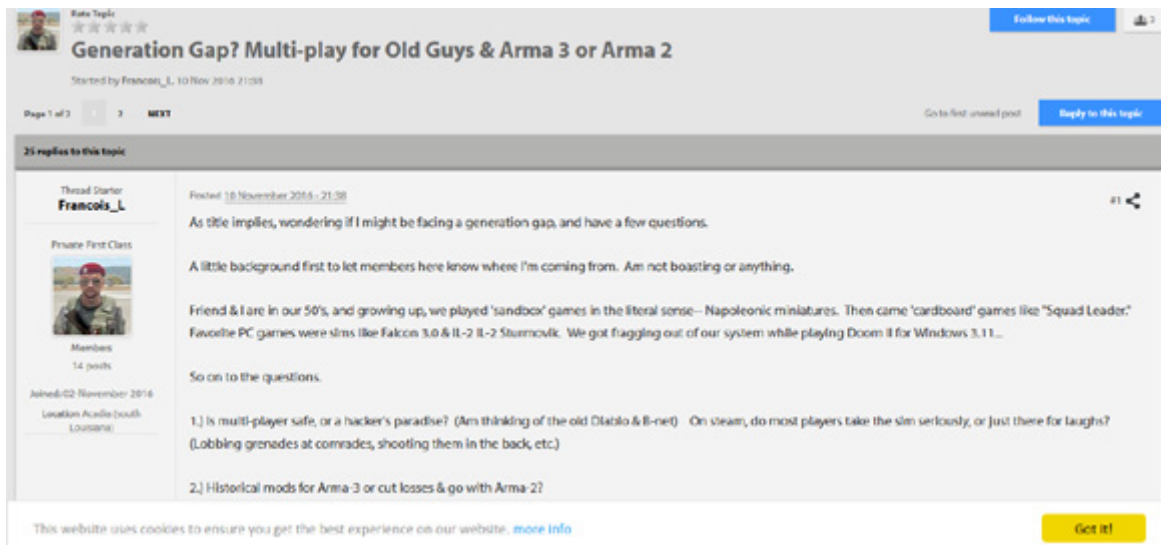 Rate Topic
Generation Gap? Multi-play for Old Guys & Arma 3 or Arma 2
Started by Francois_L, 10 Nov 2016 21:38
Page 1 of 2
2
NEXT
Go to first unread post
Reply to this topic
Follow this topic
25 replies to this topic
Thread Starter
Francois_L
Private First Class
Members
14 posts
Joined: 02-November 2016
Location Acadie (south
Louisiana)
Posted 10 November 2016 - 21:38
#1
As title implies, wondering if I might be facing a generation gap, and have a few questions.
A little background first to let members here know where I'm coming from.  Am not boasting or anything.
Friend & I are in our 50's, and growing up, we played 'sandbox' games in the literal sense-- Napoleonic miniatures.  Then came 'cardboard' games like "Squad Leader."
Favorite PC games were sims like Falcon 3.0 & IL-2 IL-2 Sturmovik.  We got fragging out of our system while playing Doom II for Windows 3.11...
So on to the questions.
1.) Is multi-player safe, or a hacker's paradise?  (Am thinking of the old Diablo & B-net)   On steam, do most players take the sim seriously, or just there for laughs?
(Lobbing grenades at comrades, shooting them in the back, etc.)
2.) Historical mods for Arma-3 or cut losses & go with Arma-2?
This website uses cookies to ensure you get the best experience on our website. more info
Got it!